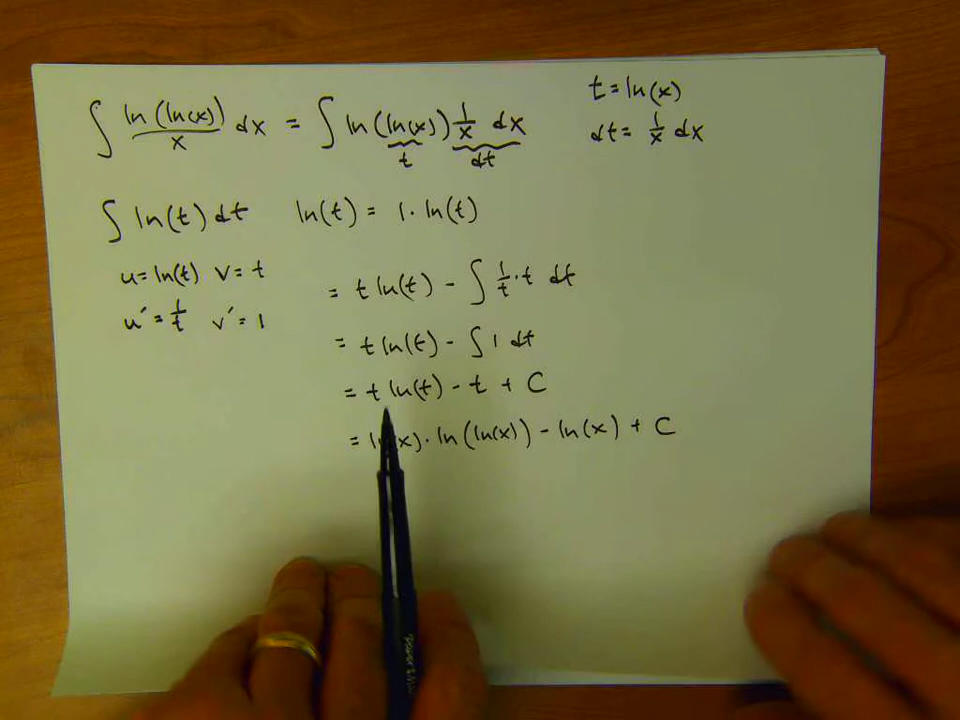 ∫ ln(ln(x))/x dx = ∫ ln(ln(x)) 1/x dx
t dt
t = ln(x)
dt = 1/x dx
∫ ln(t) dt ln(t) = 1 · ln(t)
u = ln(t) v = t
u′ = 1/t v′ = 1
= t ln(t) - ∫ 1/t · t dt
= t ln(t) - ∫ 1 dt
= t ln(t) - t + C
= ln(x) · ln(ln(x)) - ln(x) + C